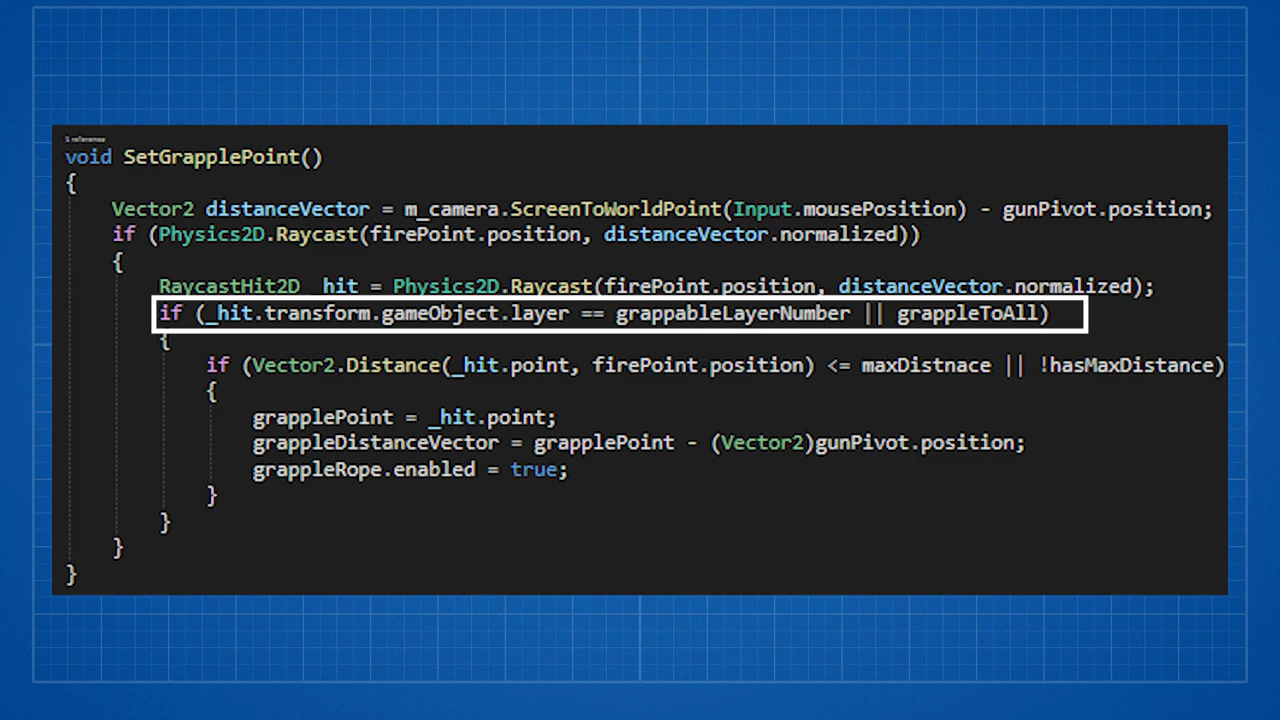 1 reference
void SetGrapplePoint()
{
Vector2 distanceVector = m_camera.ScreenToWorldPoint(Input.mousePosition) - gunPivot.position;
if (Physics2D.Raycast(firePoint.position, distanceVector.normalized))
{
RaycastHit2D _hit = Physics2D.Raycast(firePoint.position, distanceVector.normalized);
if (_hit.transform.gameObject.layer == grappableLayerNumber || grappleToAll)
{
if (Vector2.Distance(_hit.point, firePoint.position) <= maxDistnace || !hasMaxDistance)
{
grapplePoint = _hit.point;
grappleDistanceVector = grapplePoint - (Vector2)gunPivot.position;
grappleRope.enabled = true;
}
}
}
}